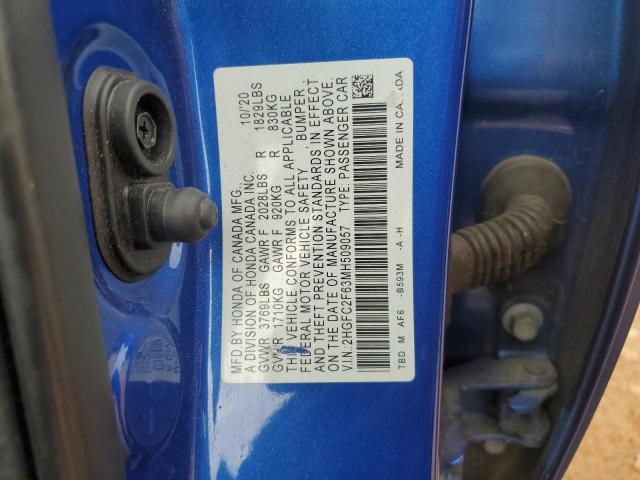 MFD BY HONDA OF CANADA MFG., 10/'20
A DIVISION OF HONDA CANADA INC.
GVWR 3769LBS GAWR F 2028LBS R 1829LBS
GVWR 1710KG GAWR F 920KG R 830KG
THIS VEHICLE CONFORMS TO ALL APPLICABLE
FEDERAL MOTOR VEHICLE SAFETY, BUMPER,
AND THEFT PREVENTION STANDARDS IN EFFECT
ON THE DATE OF MANUFACTURE SHOWN ABOVE.
V.I.N.: 2HGFC2F63MH509057 TYPE: PASSENGER CAR
TBD M AF6 -B593M -A -H MADE IN CANADA